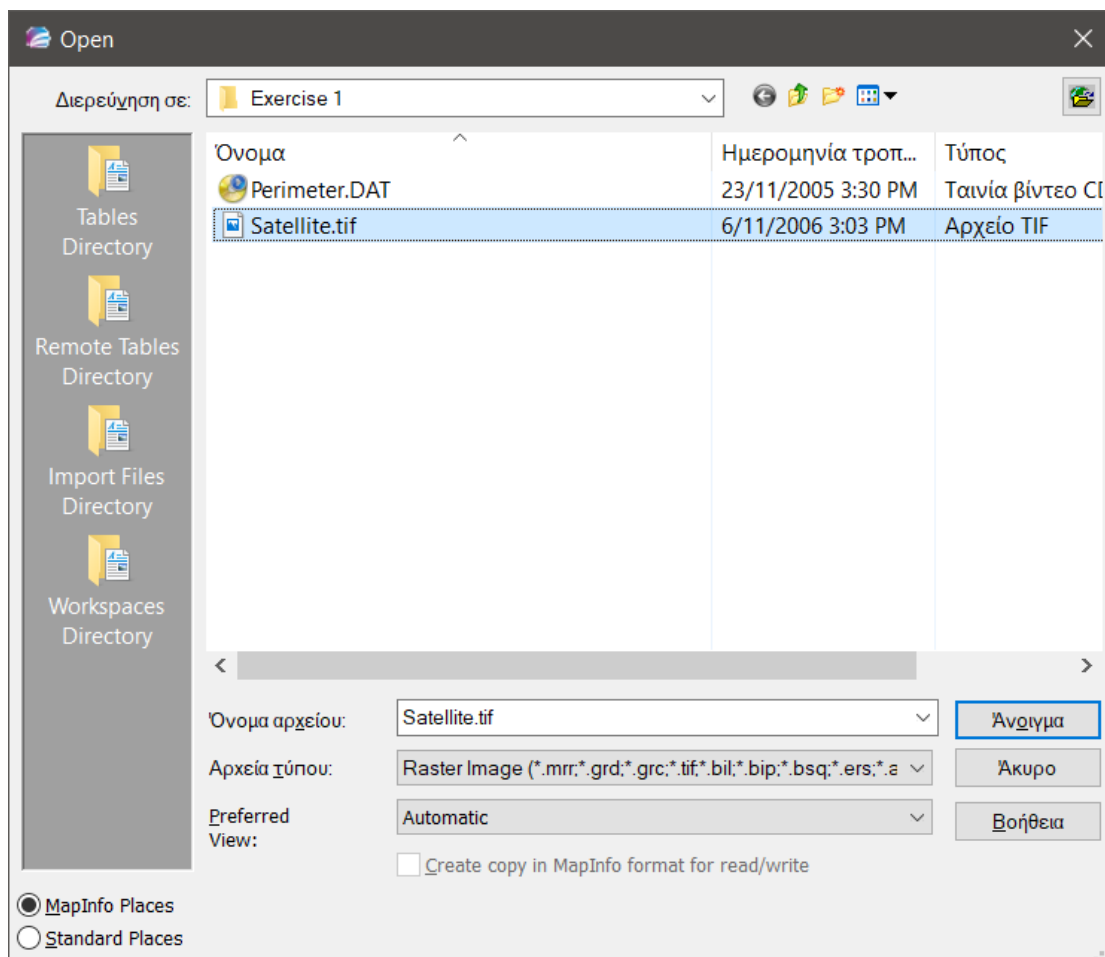 Open
Διερεύνηση σε:
Exercise 1
Όνομα
Ημερομηνία τροπ...
Τύπος
Perimeter.DAT
23/11/2005 3:30 PM
Ταινία βίντεο CD
Satellite.tif
6/11/2006 3:03 PM
Αρχείο TIF
Tables
Directory
Remote Tables
Directory
Import Files
Directory
Workspaces
Directory
Όνομα αρχείου:
Satellite.tif
Άνοιγμα
Αρχεία τύπου:
Raster Image (*.mrr;*.grd;*.grc;*.tif;*.bil;*.bip;*.bsq;*.ers;*.a
Άκυρο
Preferred
View:
Automatic
Βοήθεια
Create copy in MapInfo format for read/write
MapInfo Places
Standard Places